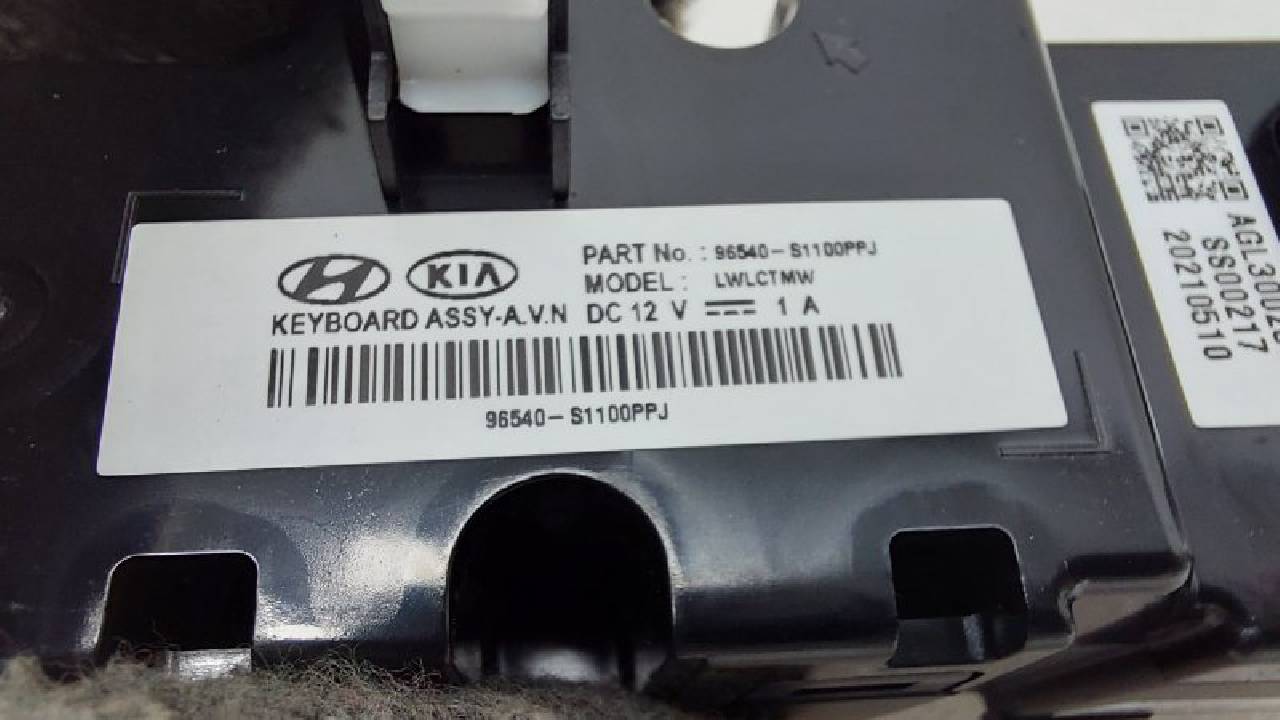 KIA
PART No. : 96540-S1100PPJ
MODEL : LWLCTMW
KEYBOARD ASSY-A.V.N DC 12 V 1 A
96540-S1100PPJ
SS00217
20210510